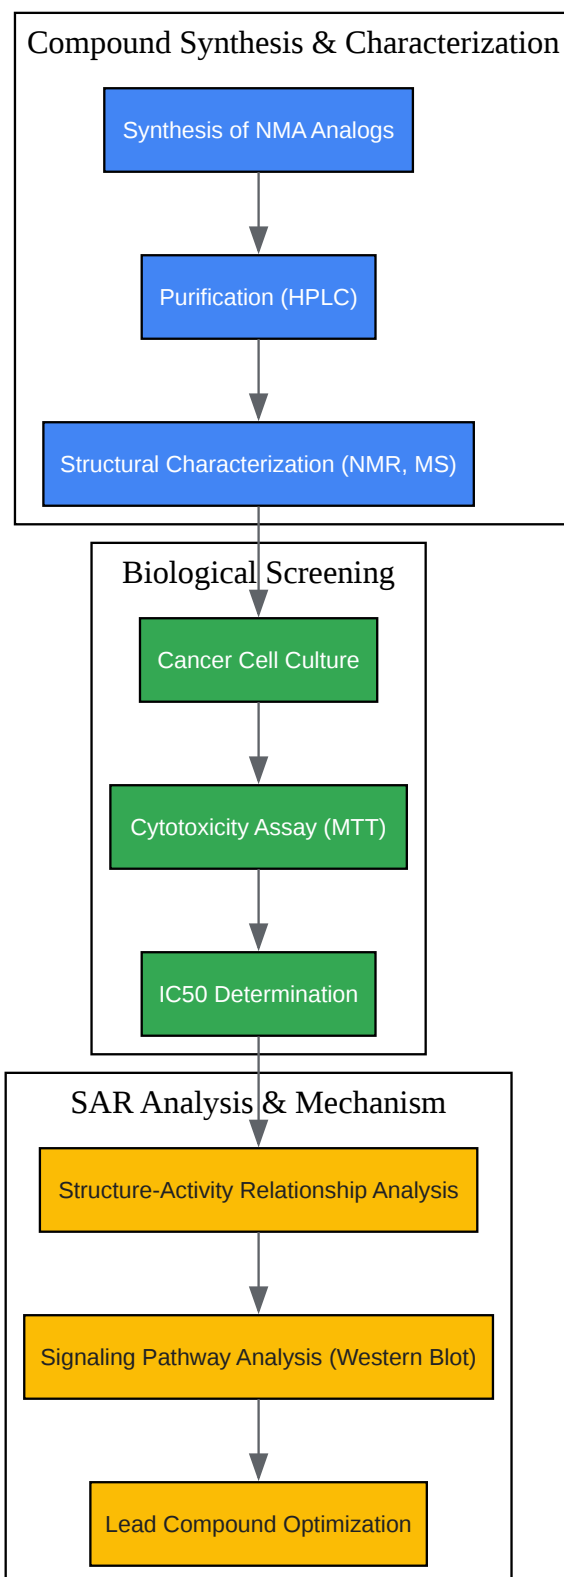 Compound Synthesis & Characterization
Synthesis of NMA Analogs
Purification (HPLC)
Structural Characterization (NMR, MS)
Biological Screening
Cancer Cell Culture
Cytotoxicity Assay (MTT)
IC50 Determination
SAR Analysis & Mechanism
Structure-Activity Relationship Analysis
Signaling Pathway Analysis (Western Blot)
Lead Compound Optimization